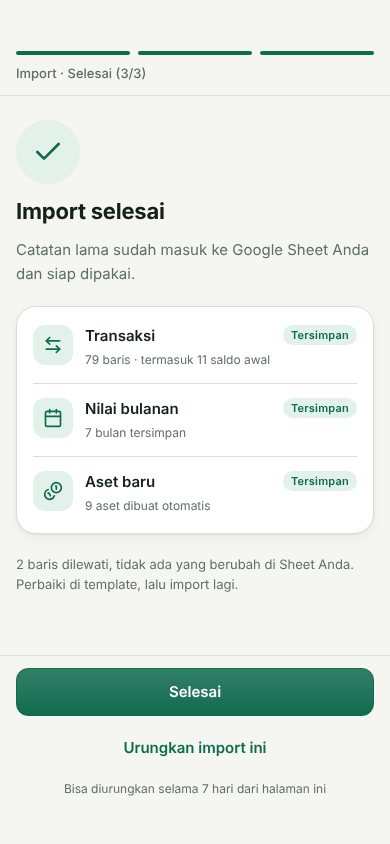 Import · Selesai (3/3)
Import selesai
Catatan lama sudah masuk ke Google Sheet Anda
dan siap dipakai.
Transaksi
Tersimpan
79 baris · termasuk 11 saldo awal
Nilai bulanan
Tersimpan
7 bulan tersimpan
Aset baru
Tersimpan
9 aset dibuat otomatis
2 baris dilewati, tidak ada yang berubah di Sheet Anda.
Perbaiki di template, lalu import lagi.
Selesai
Urungkan import ini
Bisa diurungkan selama 7 hari dari halaman ini